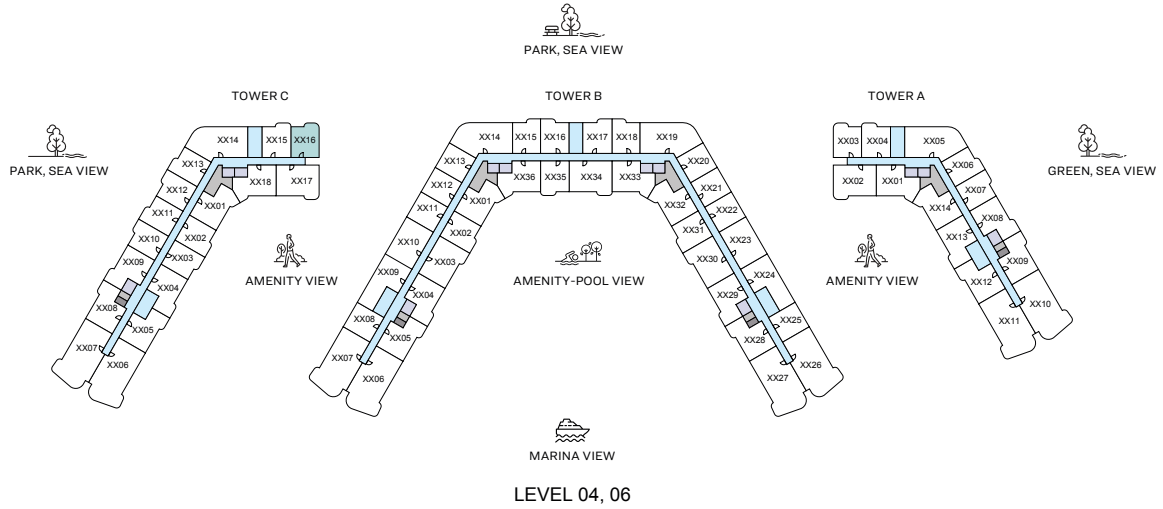 PARK, SEA VIEW
TOWER C
TOWER B
TOWER A
PARK, SEA VIEW
GREEN, SEA VIEW
XX14
XX15
XX16
XX13
XX18
XX17
XX12
XX01
XX11
XX02
XX10
XX03
XX09
XX04
XX08
XX05
XX07
XX06
XX14
XX15
XX16
XX17
XX18
XX19
XX13
XX36
XX35
XX34
XX33
XX20
XX12
XX01
XX32
XX21
XX11
XX02
XX31
XX22
XX10
XX03
XX30
XX23
XX09
XX04
XX29
XX24
XX08
XX05
XX28
XX25
XX07
XX06
XX27
XX26
XX03
XX04
XX05
XX02
XX01
XX06
XX14
XX07
XX13
XX08
XX12
XX09
XX11
XX10
AMENITY VIEW
AMENITY-POOL VIEW
AMENITY VIEW
MARINA VIEW
LEVEL 04, 06